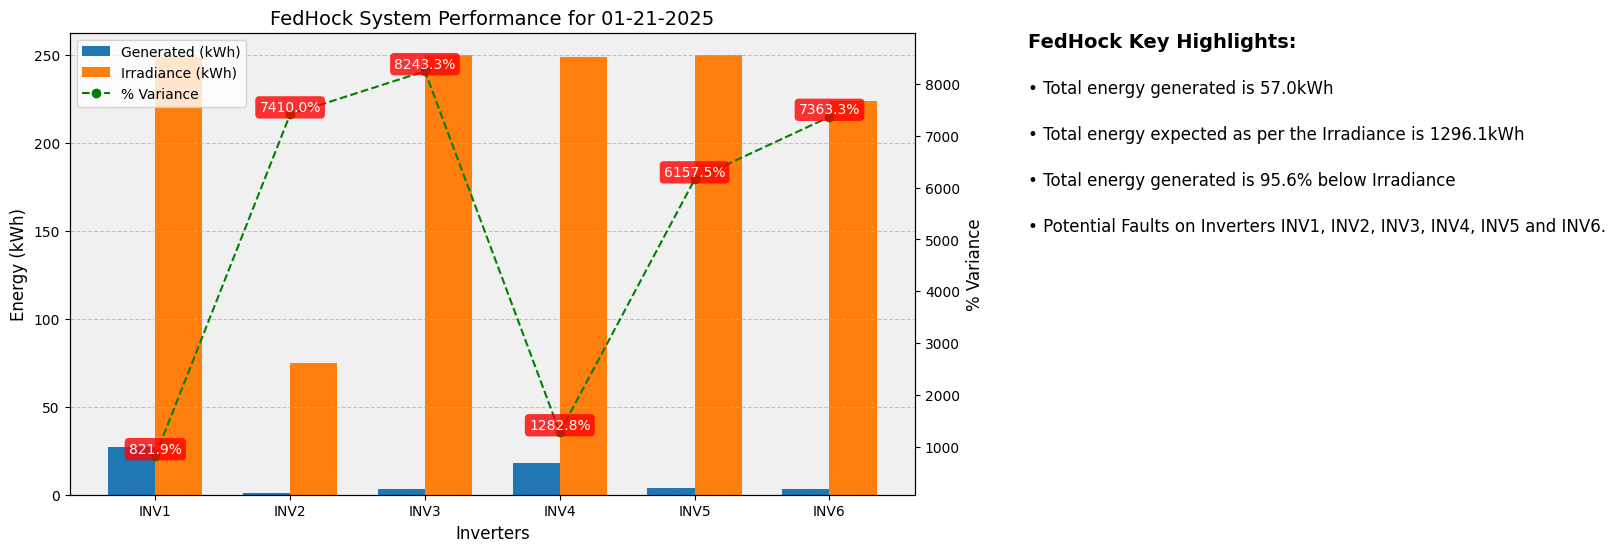 FedHock System Performance for 01-21-2025
Generated (kWh)
Irradiance (kWh)
% Variance
Energy (kWh)
250
200
150
100
50
0
821.9%
7410.0%
8243.3%
1282.8%
6157.5%
7363.3%
8000
7000
6000
5000
4000
3000
2000
1000
% Variance
INV1
INV2
INV3
INV4
INV5
INV6
Inverters
FedHock Key Highlights:
• Total energy generated is 57.0kWh
• Total energy expected as per the Irradiance is 1296.1kWh
• Total energy generated is 95.6% below Irradiance
• Potential Faults on Inverters INV1, INV2, INV3, INV4, INV5 and INV6.